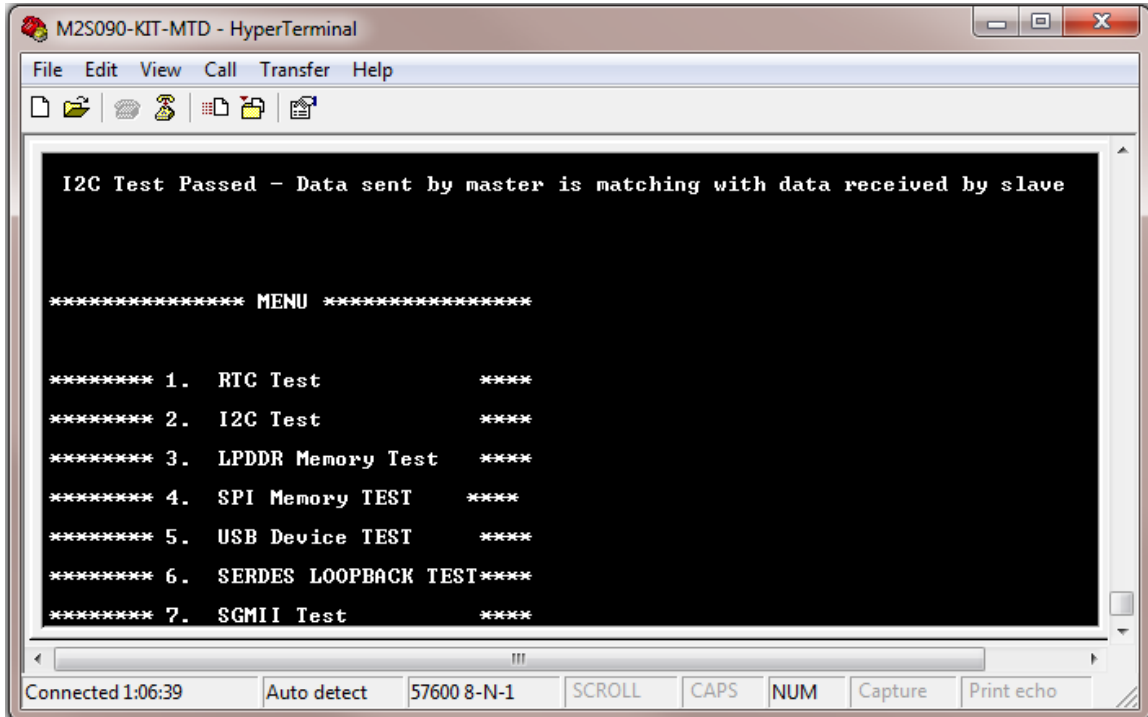 M2S090-KIT-MTD - HyperTerminal
File Edit View Call Transfer Help
I2C Test Passed - Data sent by master is matching with data received by slave
*************** MENU ****************
******** 1. RTC Test ****
******** 2. I2C Test ****
******** 3. LPDDR Memory Test ****
******** 4. SPI Memory TEST ****
******** 5. USB Device TEST ****
******** 6. SERDES LOOPBACK TEST****
******** 7. SGMII Test ****
Connected 1:06:39 Auto detect 57600 8-N-1 SCROLL CAPS NUM Capture Print echo